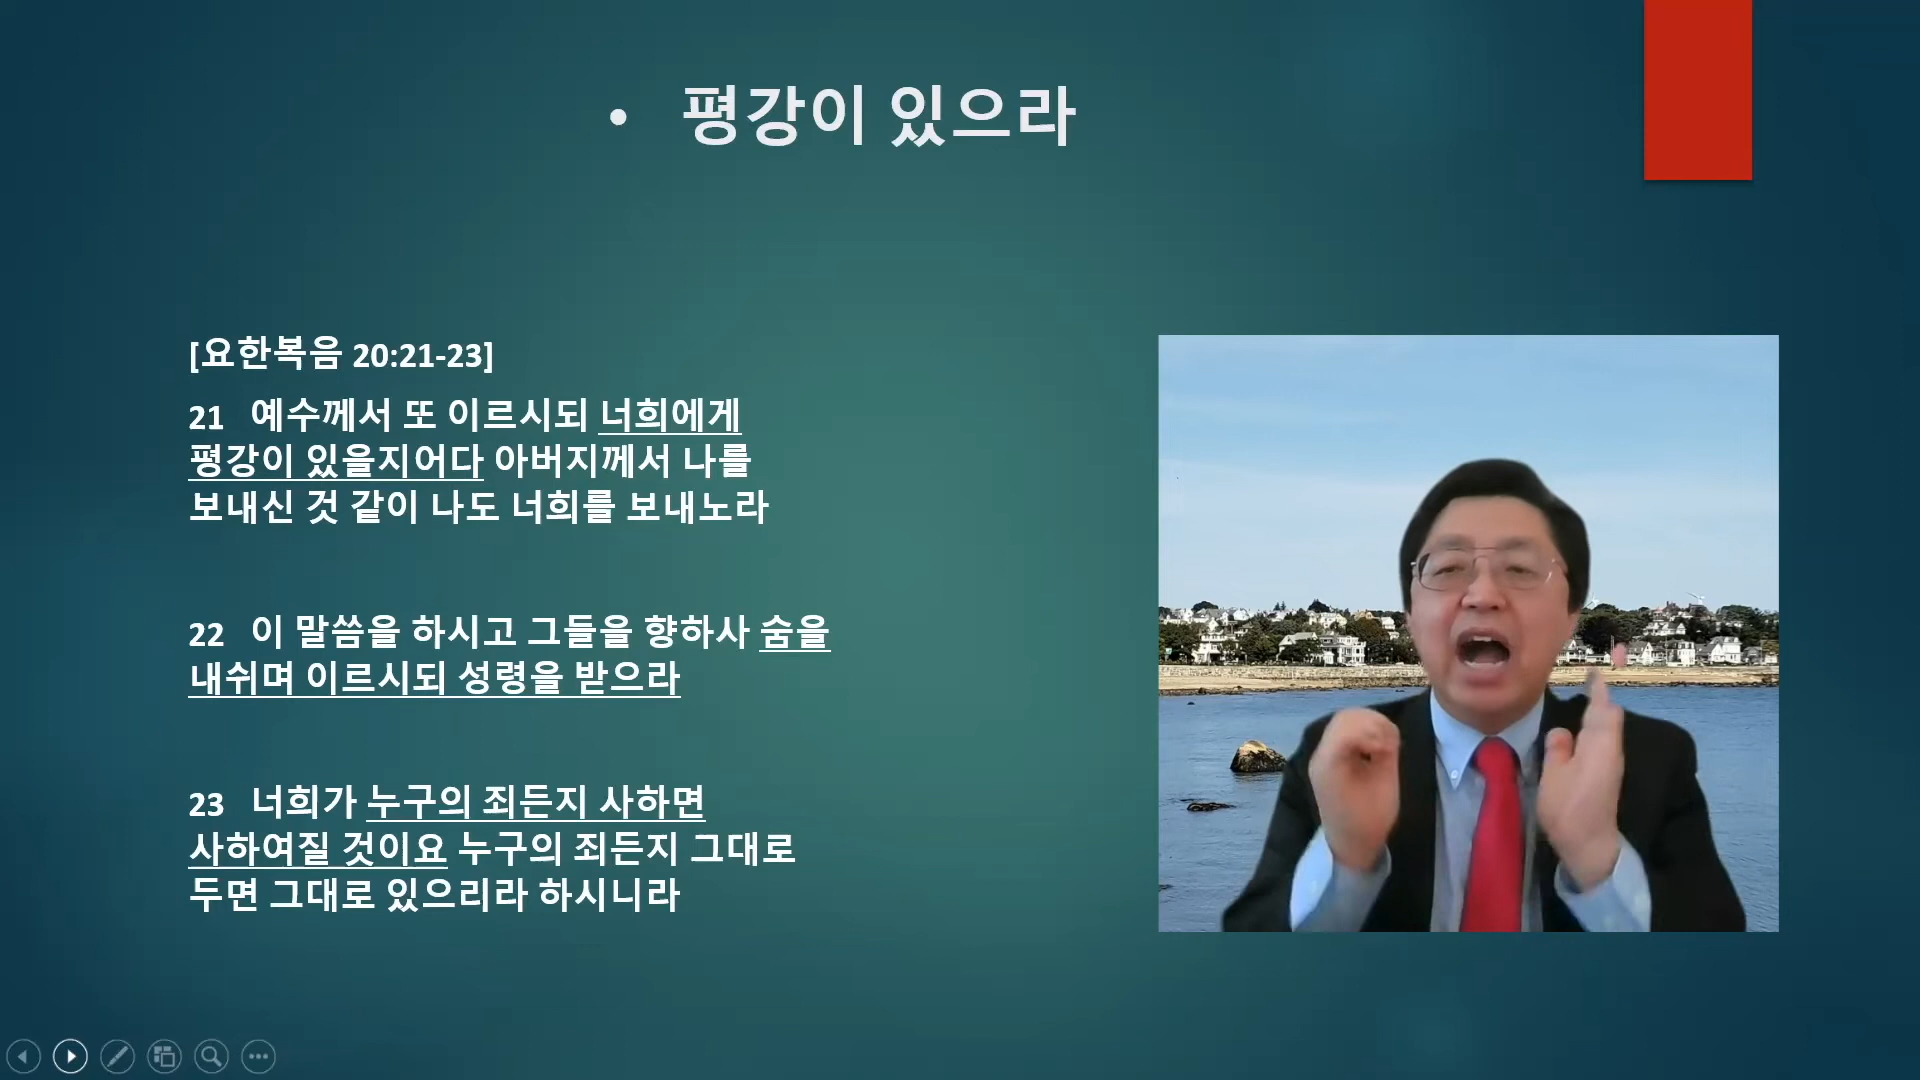 • 평강이 있으라
[요한복음 20:21-23]
21 예수께서 또 이르시되 너희에게
평강이 있을지어다 아버지께서 나를
보내신 것 같이 나도 너희를 보내노라
22 이 말씀을 하시고 그들을 향하사 숨을
내쉬며 이르시되 성령을 받으라
23 너희가 누구의 죄든지 사하면
사하여질 것이요 누구의 죄든지 그대로
두면 그대로 있으리라 하시니라